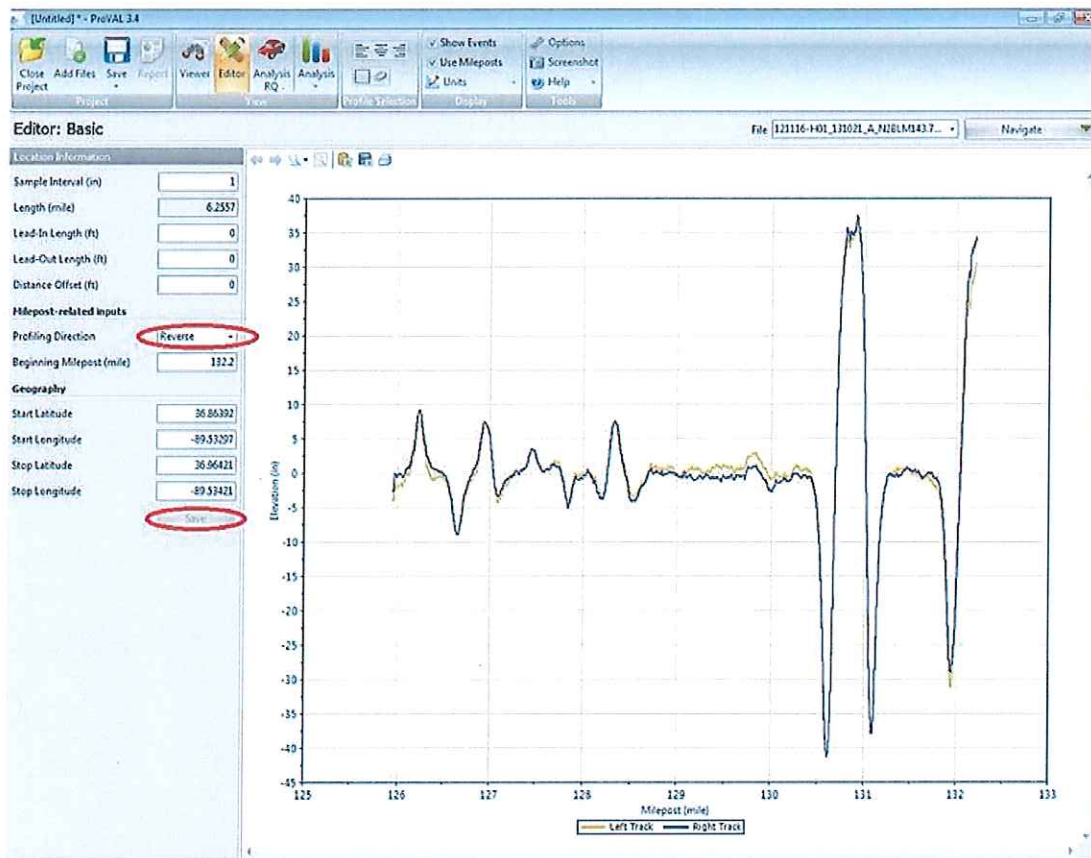 [Untitled] * - ProVAL 3.4
Close Project
Add Files
Save
Report
Viewer
Editor
Analysis RQ
Analysis
Show Events
Use Mileposts
Units
Options
Screenshot
Help
Project
View
Profile Selection
Display
Tools
Editor: Basic
File 121116-H01_131021_A_N2BLM143.7...
Navigate
Location Information
Sample Interval (in) 1
Length (mile) 6.2557
Lead-In Length (ft) 0
Lead-Out Length (ft) 0
Distance Offset (ft) 0
Milepost-related inputs
Profiling Direction Reverse
Beginning Milepost (mile) 132.2
Geography
Start Latitude 36.86392
Start Longitude -89.53297
Stop Latitude 36.96421
Stop Longitude -89.53421
Save
40
35
30
25
20
15
10
5
0
-5
-10
-15
-20
-25
-30
-35
-40
-45
Elevation (in)
125 126 127 128 129 130 131 132 133
Milepost (mile)
Left Track Right Track